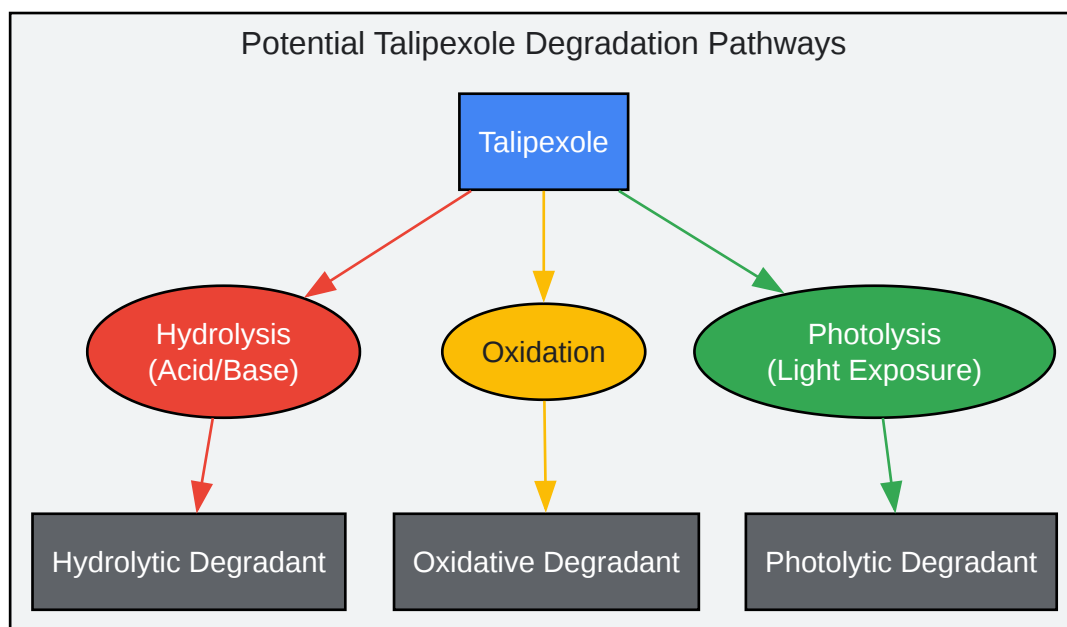 Potential Talipexole Degradation Pathways
Talipexole
Hydrolysis
(Acid/Base)
Oxidation
Photolysis
(Light Exposure)
Hydrolytic Degradant
Oxidative Degradant
Photolytic Degradant